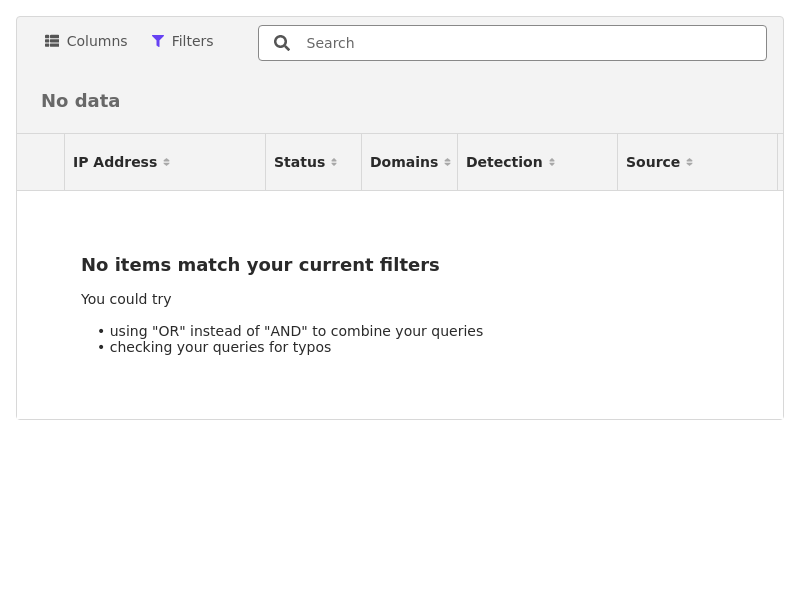 Columns
Filters
Search
No data
IP Address
Status
Domains
Detection
Source
No items match your current filters
You could try
• using "OR" instead of "AND" to combine your queries
• checking your queries for typos